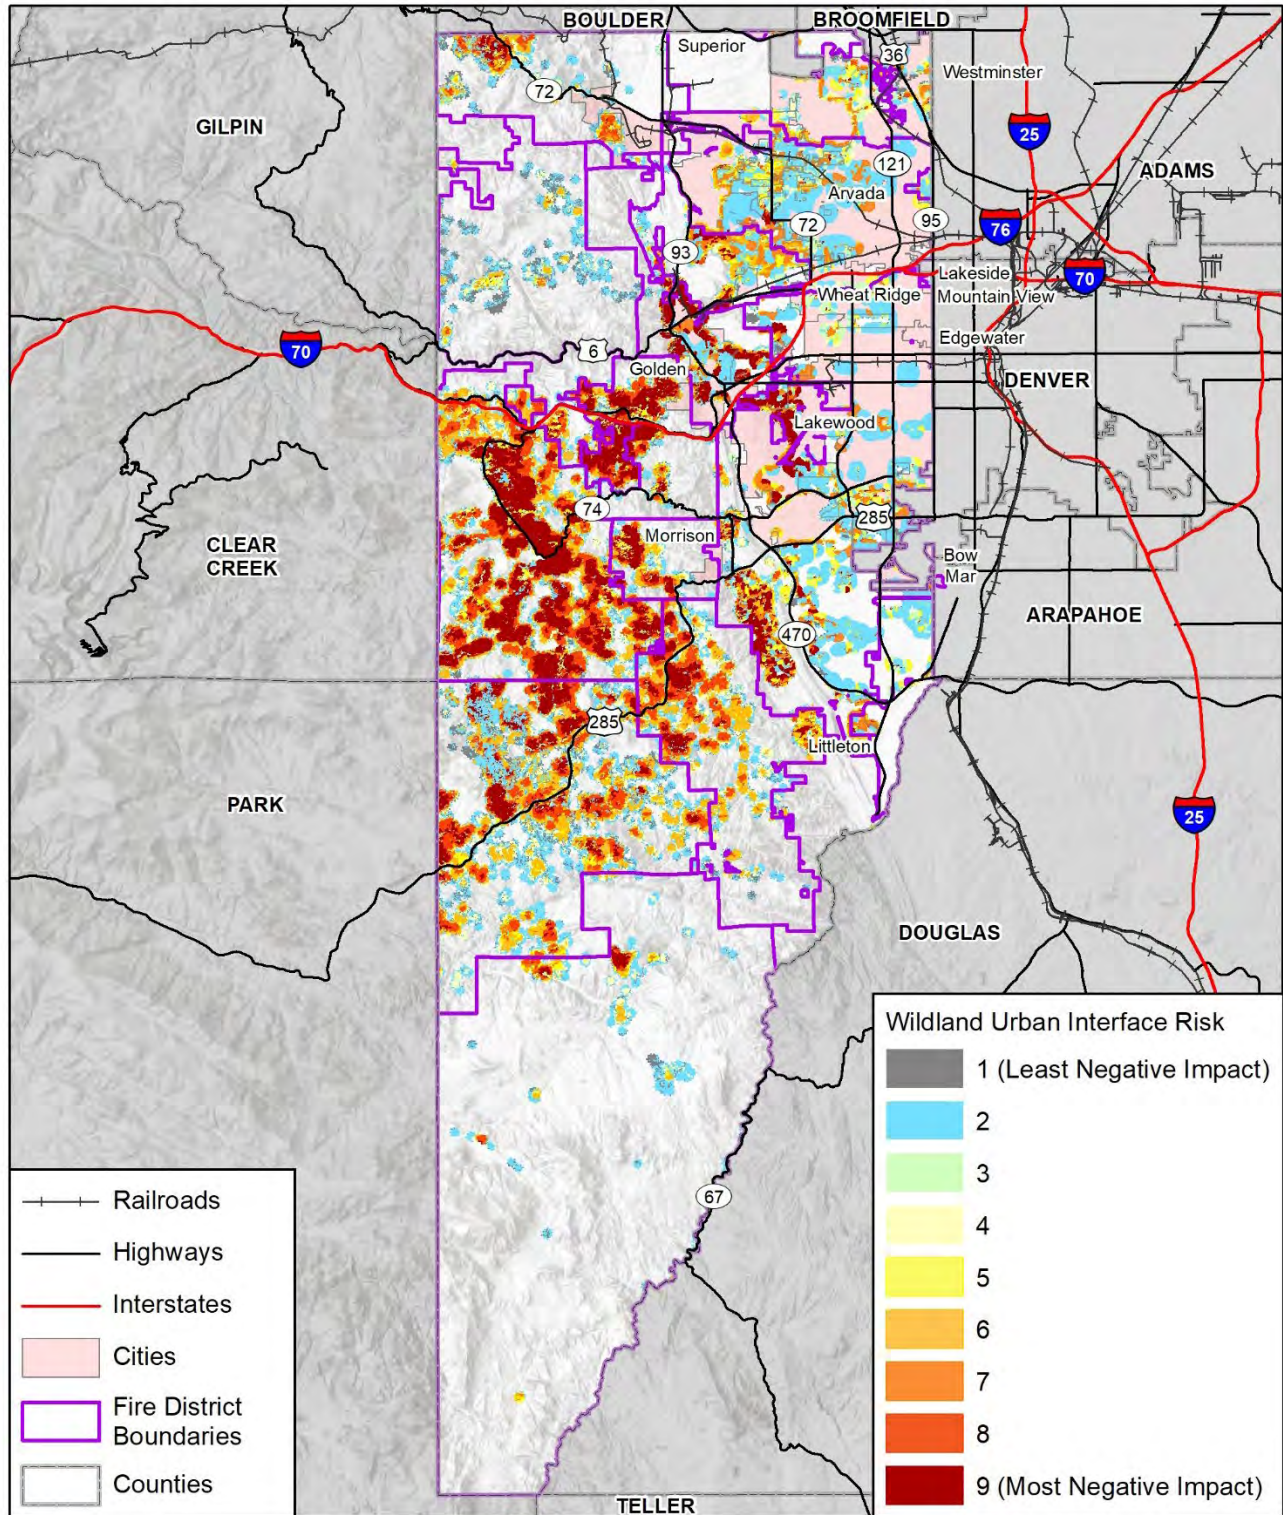 BOULDER
BROOMFIELD
Superior
36
Westminster
72
GILPIN
25
121
ADAMS
Arvada
95
72
76
93
Lakeside
70
Wheat Ridge
Mountain View
Edgewater
70
6
Golden
DENVER
Lakewood
74
285
Morrison
CLEAR
CREEK
Bow
Mar
ARAPAHOE
470
285
Littleton
PARK
25
DOUGLAS
67
TELLER
Railroads
Highways
Interstates
Cities
Fire District
Boundaries
Counties
Wildland Urban Interface Risk
1 (Least Negative Impact)
2
3
4
5
6
7
8
9 (Most Negative Impact)